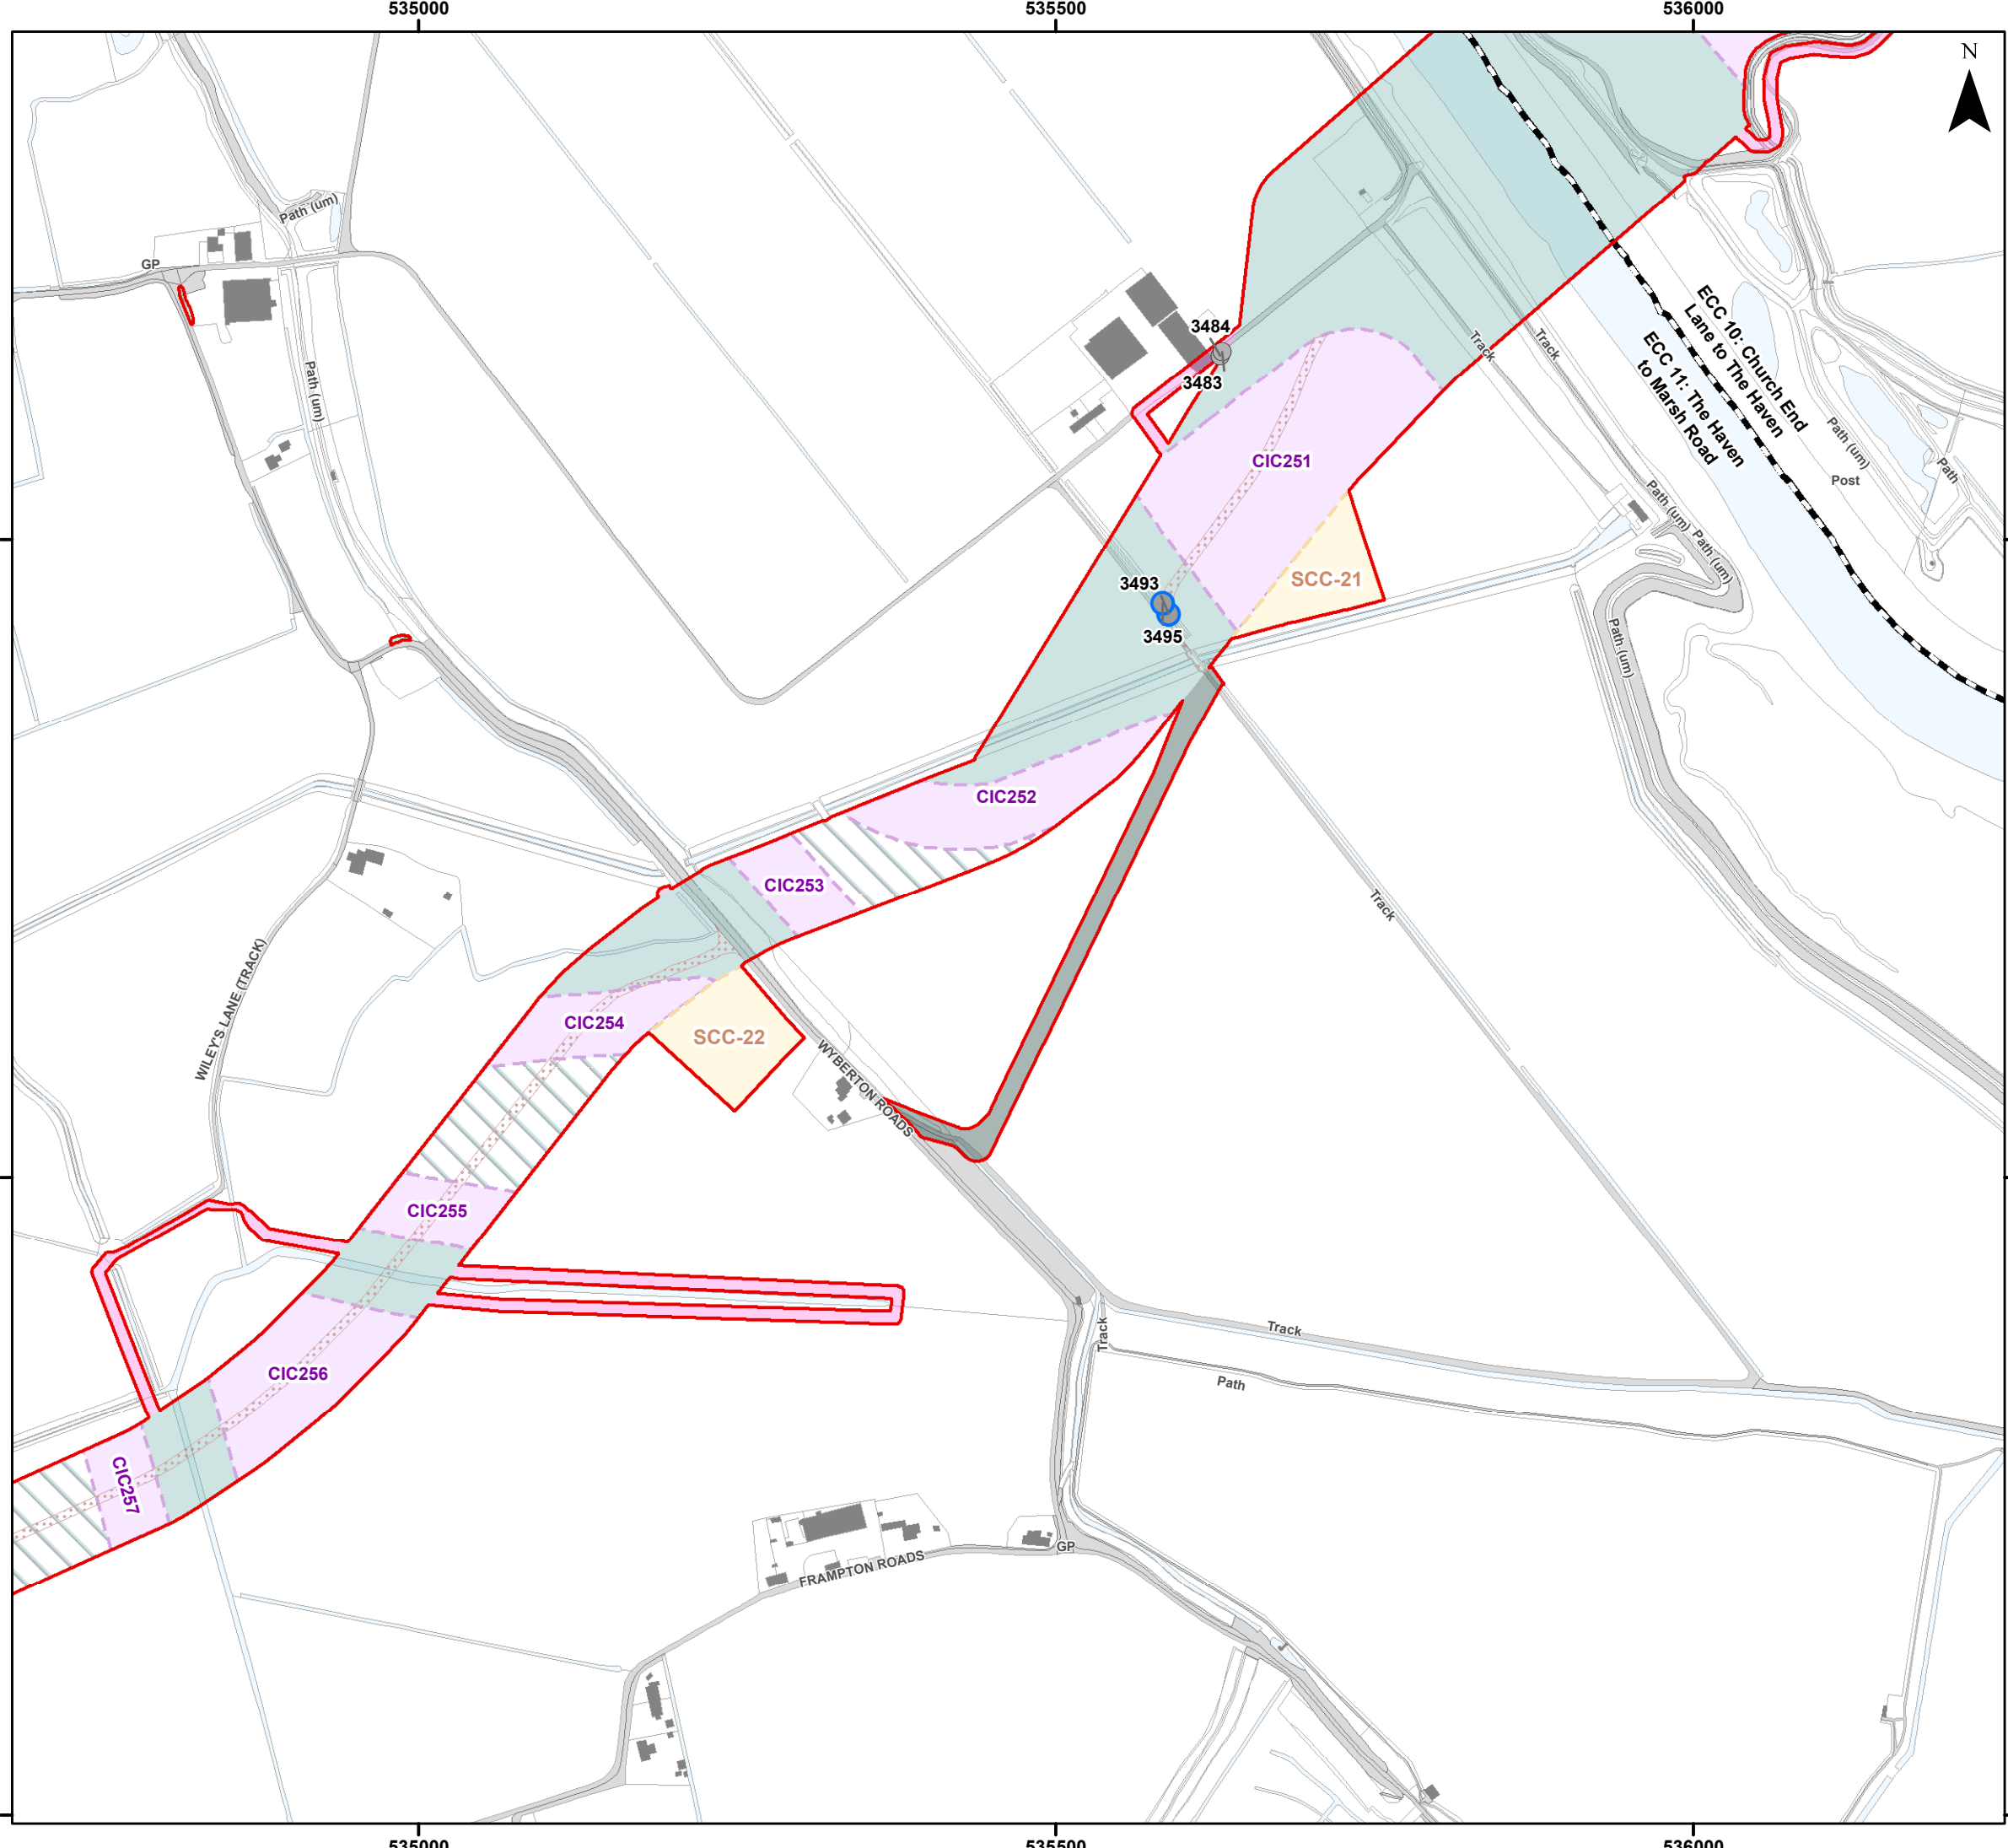 535000
535500
536000
N
Path (um)
GP
Path (um)
3484
3483
Track
Track
ECC 10: Church End
Lane to The Haven
ECC 11: The Haven
to Marsh Road
Path (um)
Path
Post
CIC251
Path (um)
Path (um)
SCC-21
3493
3495
Path (um)
CIC252
CIC253
Track
WILEY'S LANE (TRACK)
CIC254
SCC-22
WYBERTON ROADS
CIC255
Track
Track
Path
CIC256
CIC257
FRAMPTON ROADS
GP
535000
535500
536000